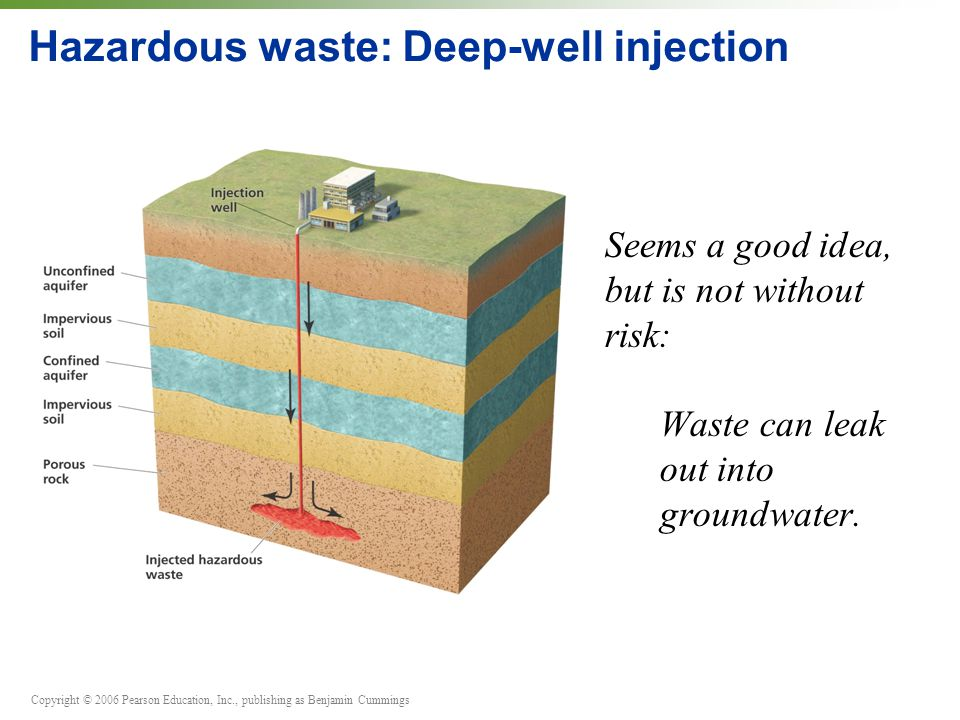 Hazardous waste: Deep-well injection
Injection
well
Unconfined
aquifer
Impervious
soil
Confined
aquifer
Impervious
soil
Porous
rock
Injected hazardous
waste
Seems a good idea,
but is not without
risk:
Waste can leak
out into
groundwater.
Copyright © 2006 Pearson Education, Inc., publishing as Benjamin Cummings